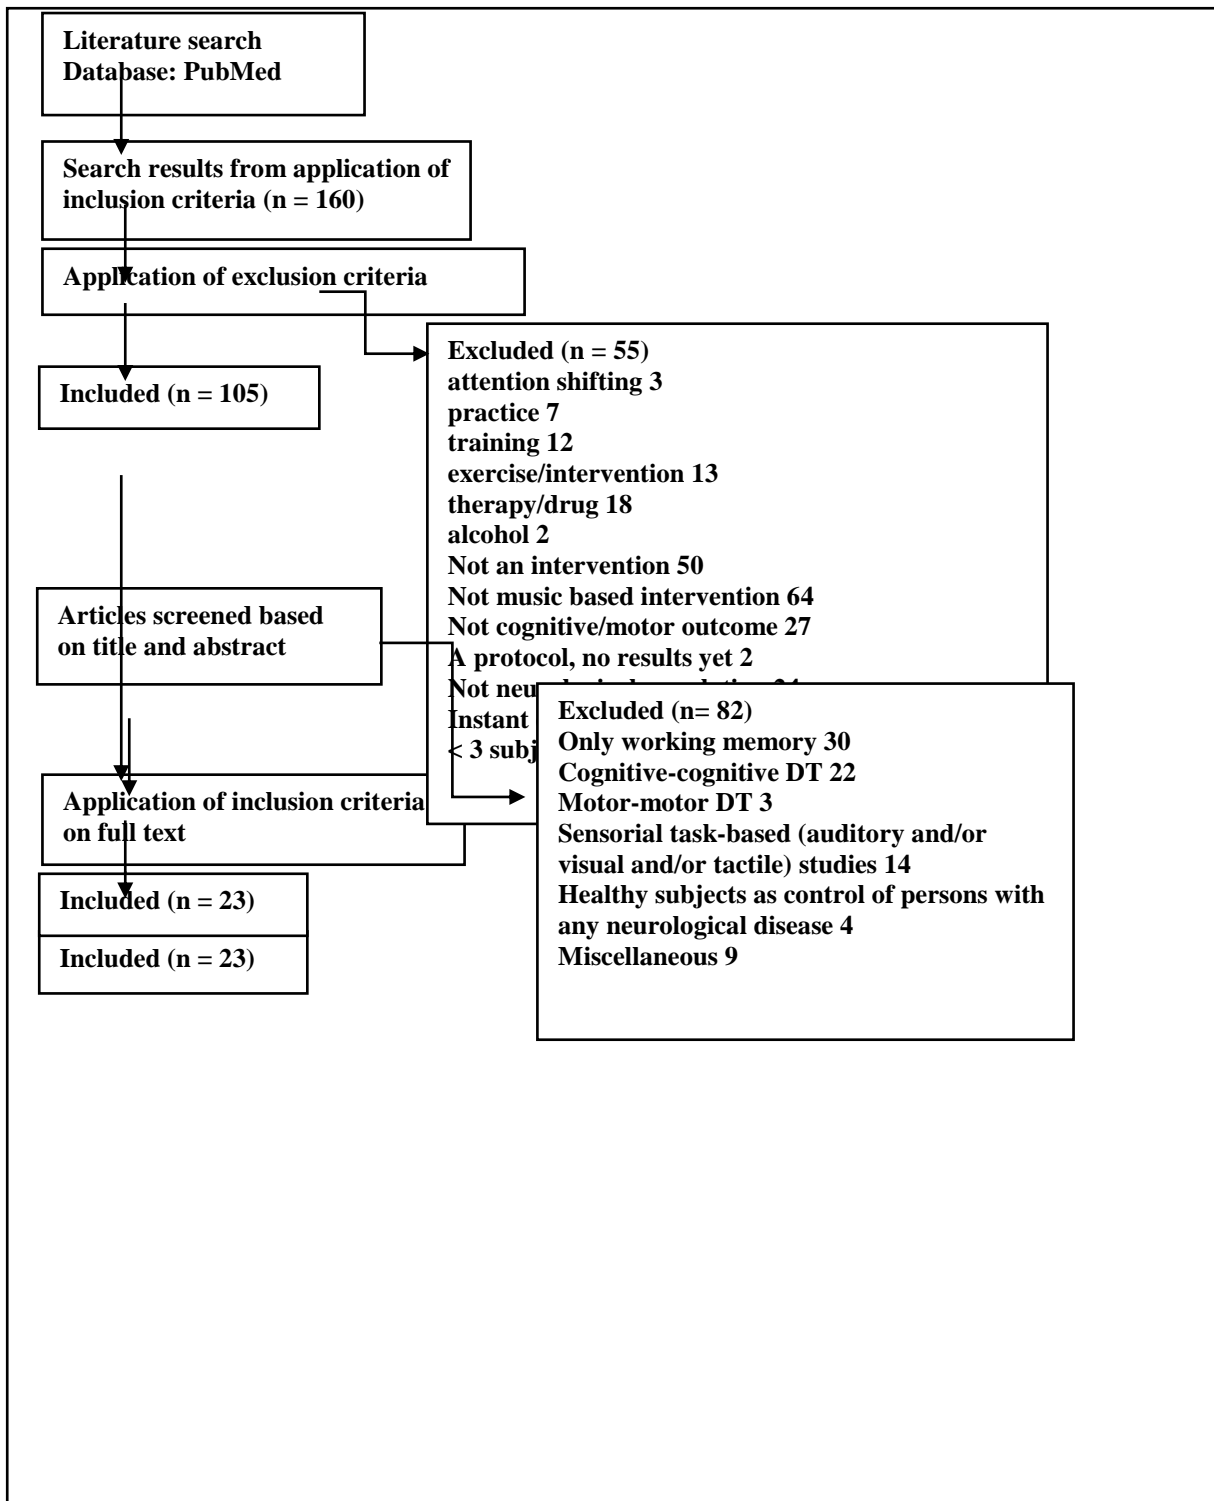 Literature search
Database: PubMed
Search results from application of
inclusion criteria (n = 160)
Application of exclusion criteria
Excluded (n = 55)
attention shifting 3
practice 7
training 12
exercise/intervention 13
therapy/drug 18
alcohol 2
Not an intervention 50
Not music based intervention 64
Not cognitive/motor outcome 27
A protocol, no results yet 2
Not
Instant
< 3
Included (n = 105)
Articles screened based
on title and abstract
Excluded (n= 82)
Only working memory 30
Cognitive-cognitive DT 22
Motor-motor DT 3
Sensorial task-based (auditory and/or
visual and/or tactile) studies 14
Healthy subjects as control of persons with
any neurological disease 4
Miscellaneous 9
Application of inclusion criteria
on full text
Included (n = 23)
Included (n = 23)